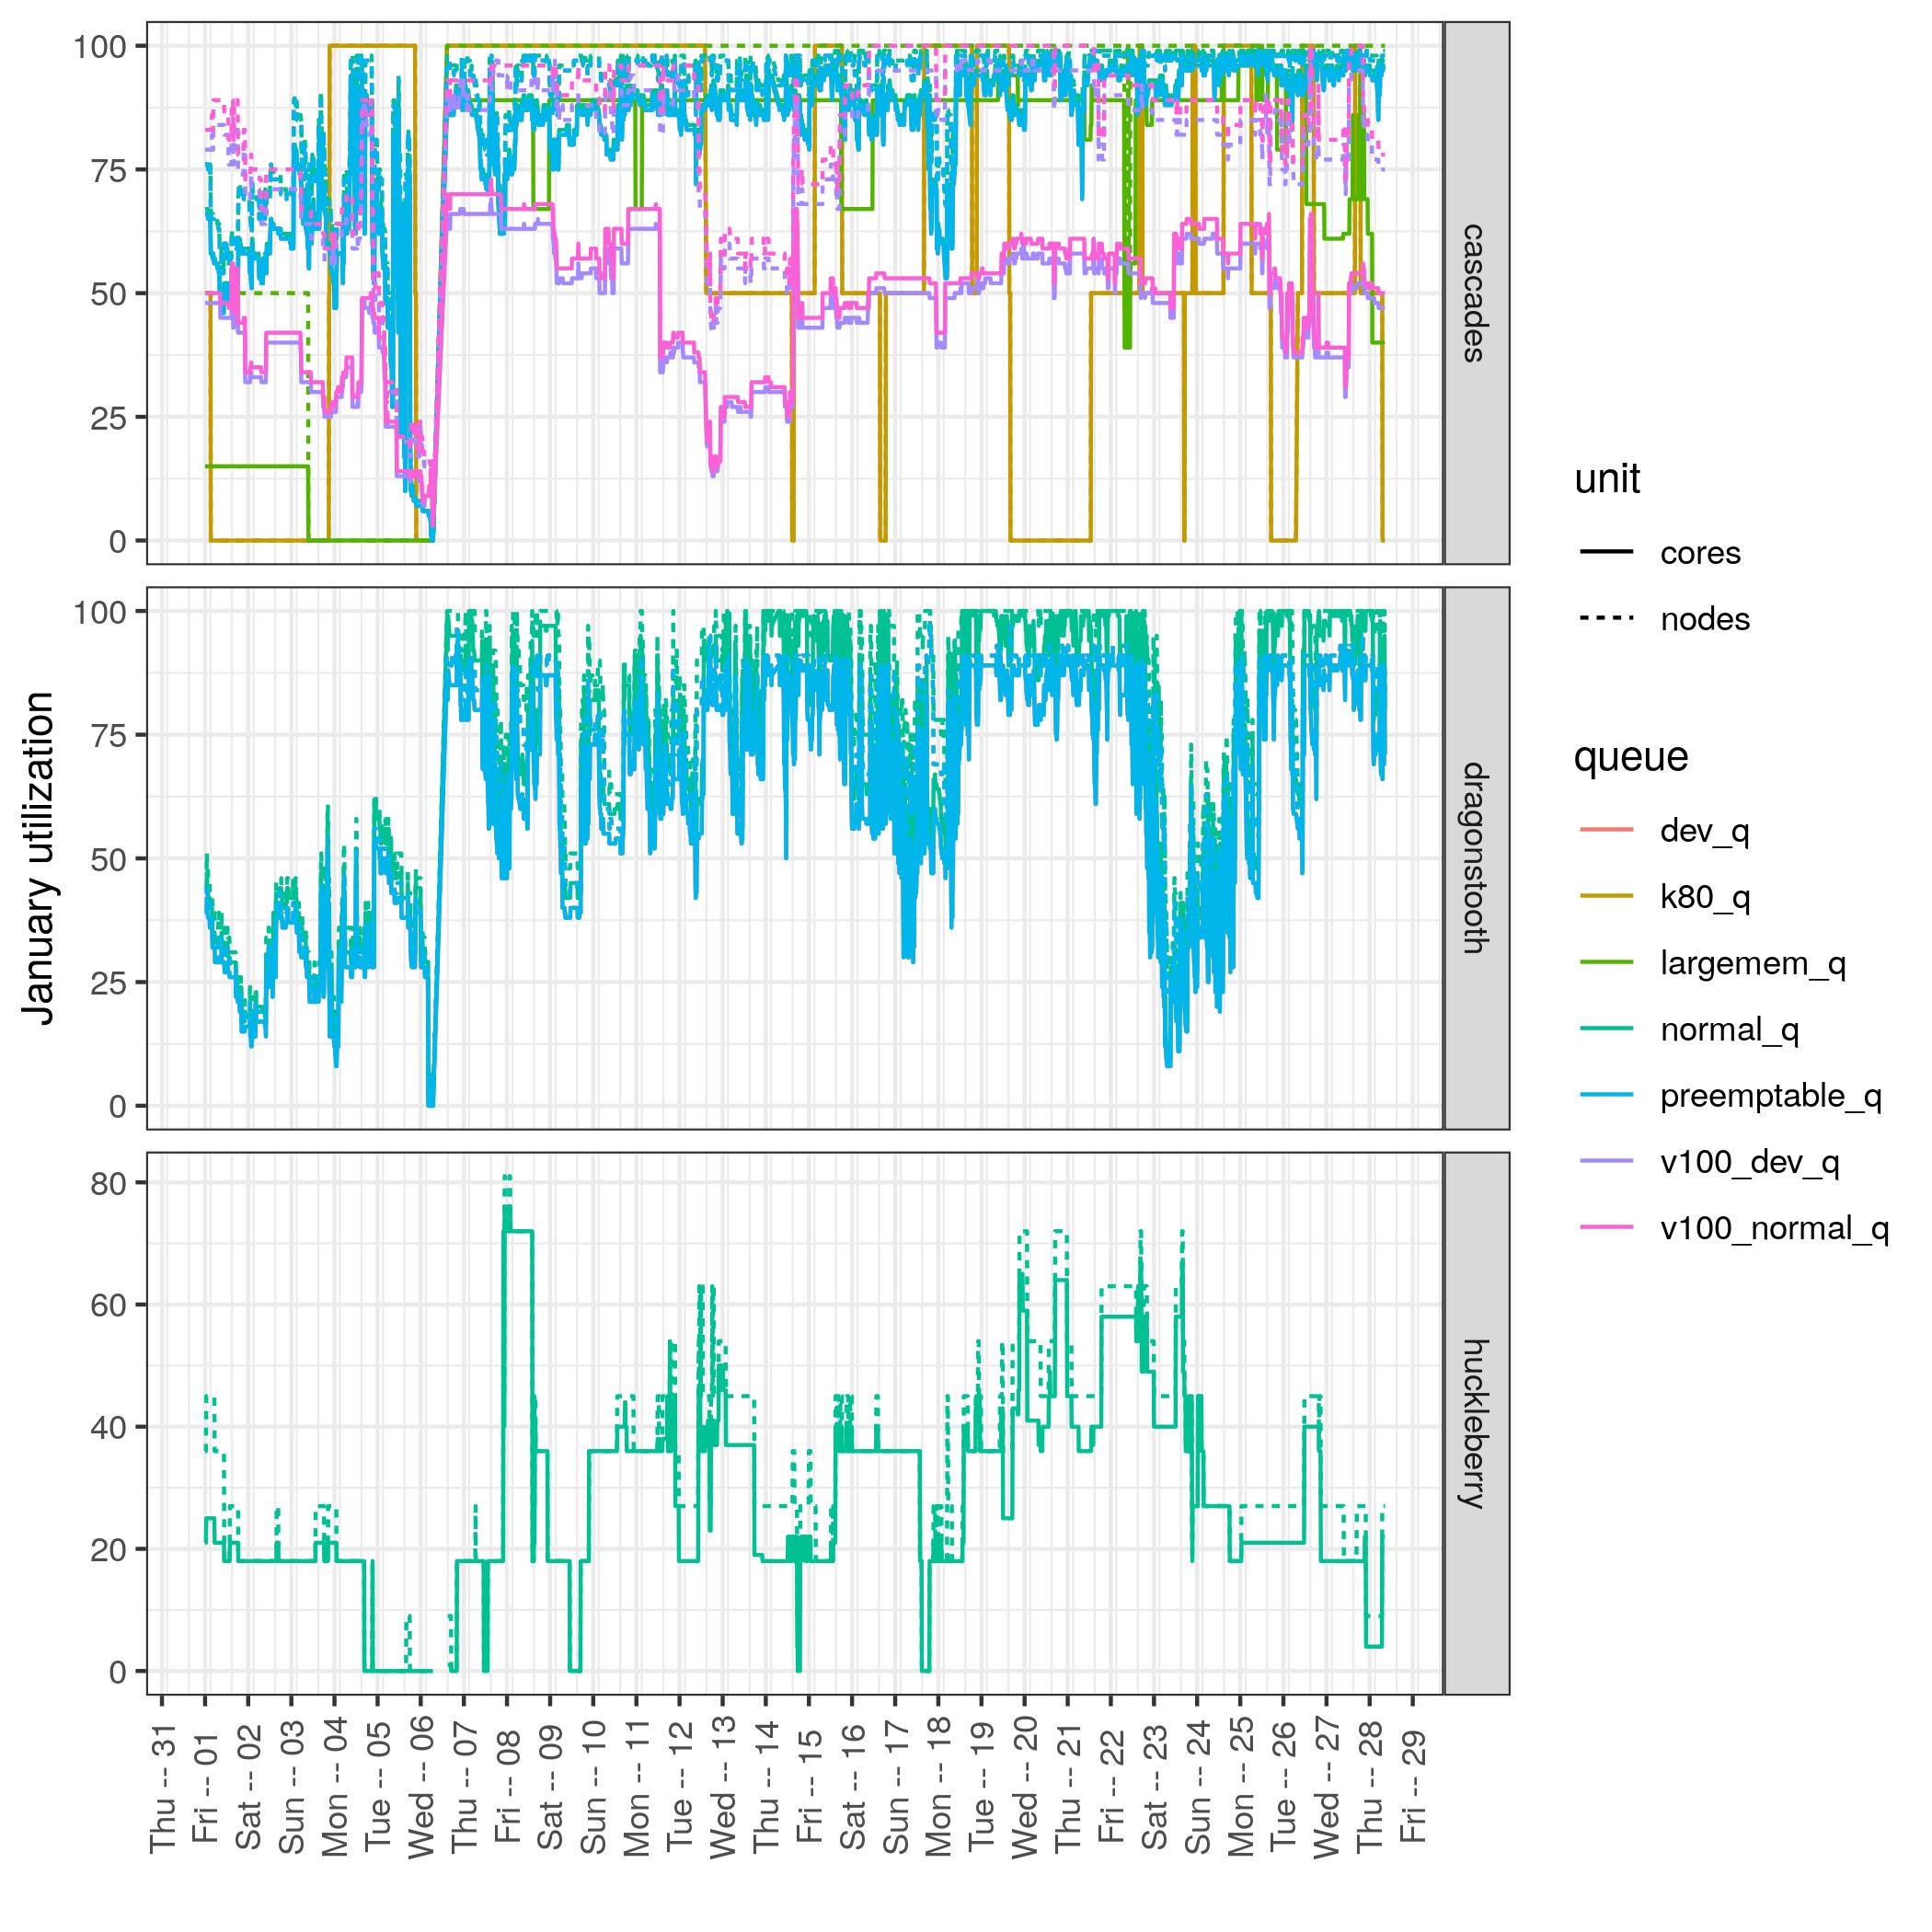 January utilization
100
75
50
25
0
cascades
100
75
50
25
0
dragonstooth
80
60
40
20
0
huckleberry
Thu -- 31
Fri -- 01
Sat -- 02
Sun -- 03
Mon -- 04
Tue -- 05
Wed -- 06
Thu -- 07
Fri -- 08
Sat -- 09
Sun -- 10
Mon -- 11
Tue -- 12
Wed -- 13
Thu -- 14
Fri -- 15
Sat -- 16
Sun -- 17
Mon -- 18
Tue -- 19
Wed -- 20
Thu -- 21
Fri -- 22
Sat -- 23
Sun -- 24
Mon -- 25
Tue -- 26
Wed -- 27
Thu -- 28
Fri -- 29
unit
cores
nodes
queue
dev_q
k80_q
largemem_q
normal_q
preemptable_q
v100_dev_q
v100_normal_q